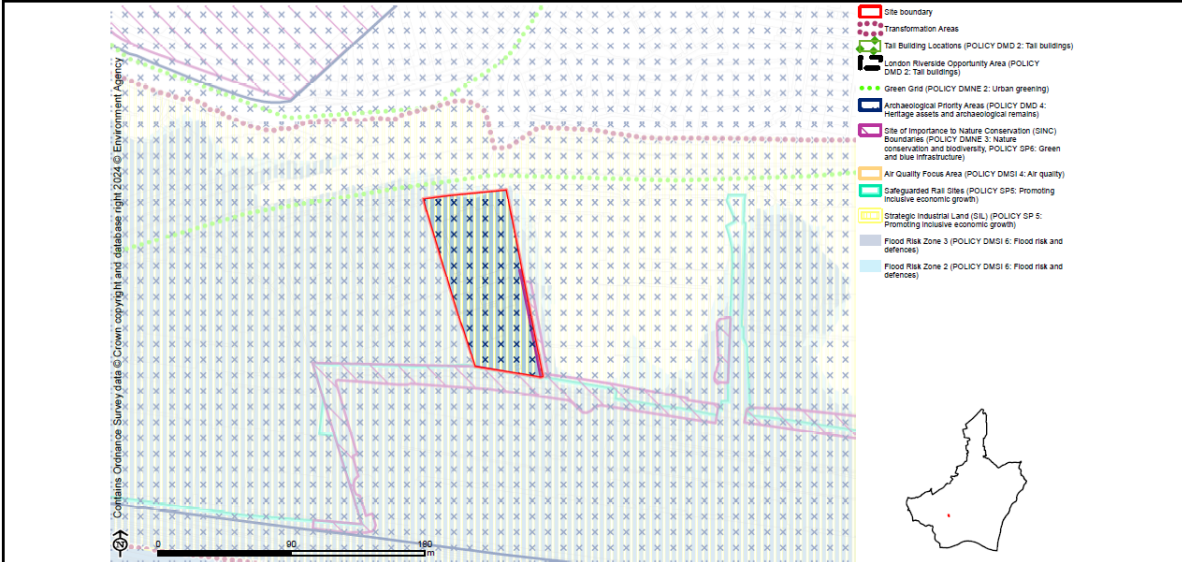 Contains Ordnance Survey data © Crown copyright and database right 2024 © Environment Agency
N
0
90
180
m
Site boundary
Transformation Areas
Tall Building Locations (POLICY DMD 2: Tall buildings)
London Riverside Opportunity Area (POLICY
DMD 2: Tall buildings)
Green Grid (POLICY DMNE 2: Urban greening)
Archaeological Priority Areas (POLICY DMD 4:
Heritage assets and archaeological remains)
Site of Importance to Nature Conservation (SINC)
Boundaries (POLICY DMNE 3: Nature
conservation and biodiversity, POLICY SP6: Green
and blue infrastructure)
Air Quality Focus Area (POLICY DMSI 4: Air quality)
Safeguarded Rail Sites (POLICY SP5: Promoting
inclusive economic growth)
Strategic Industrial Land (SIL) (POLICY SP 5:
Promoting inclusive economic growth)
Flood Risk Zone 3 (POLICY DMSI 6: Flood risk and
defences)
Flood Risk Zone 2 (POLICY DMSI 6: Flood risk and
defences)